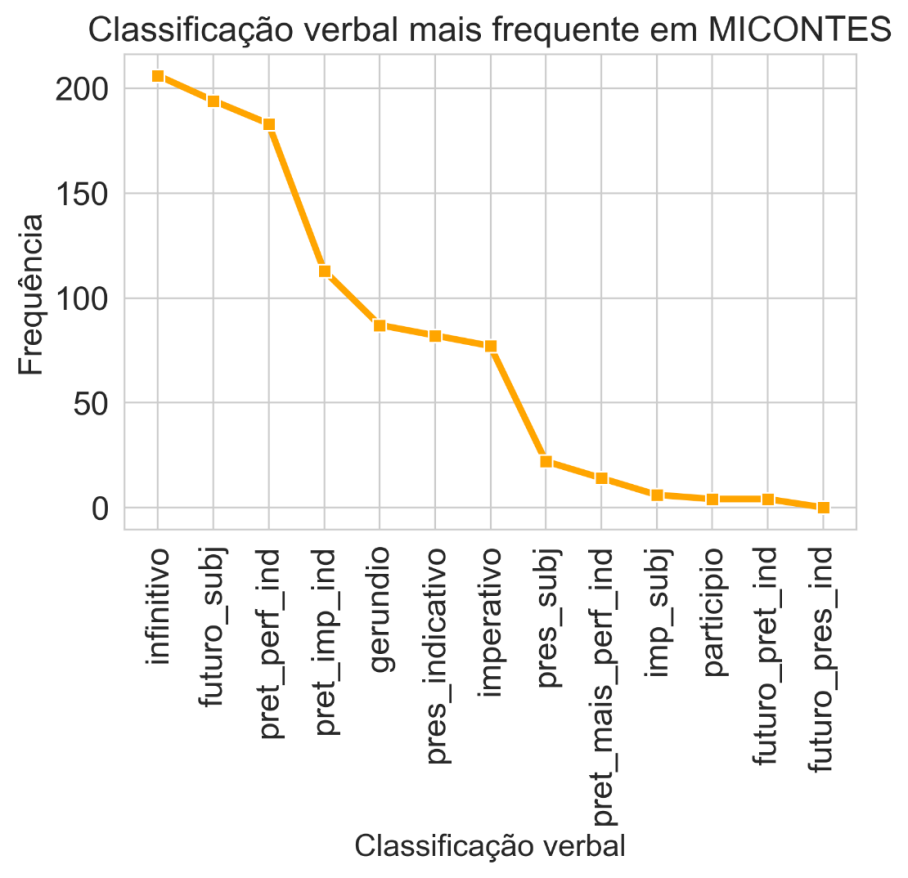 Classificação verbal mais frequente em MICONTES
200
150
100
50
0
Frequência
infinitivo
futuro_subj
pret_perf_ind
pret_imp_ind
gerundio
pres_indicativo
imperativo
pres_subj
pret_mais_perf_ind
imp_subj
participio
futuro_pret_ind
futuro_pres_ind
Classificação verbal